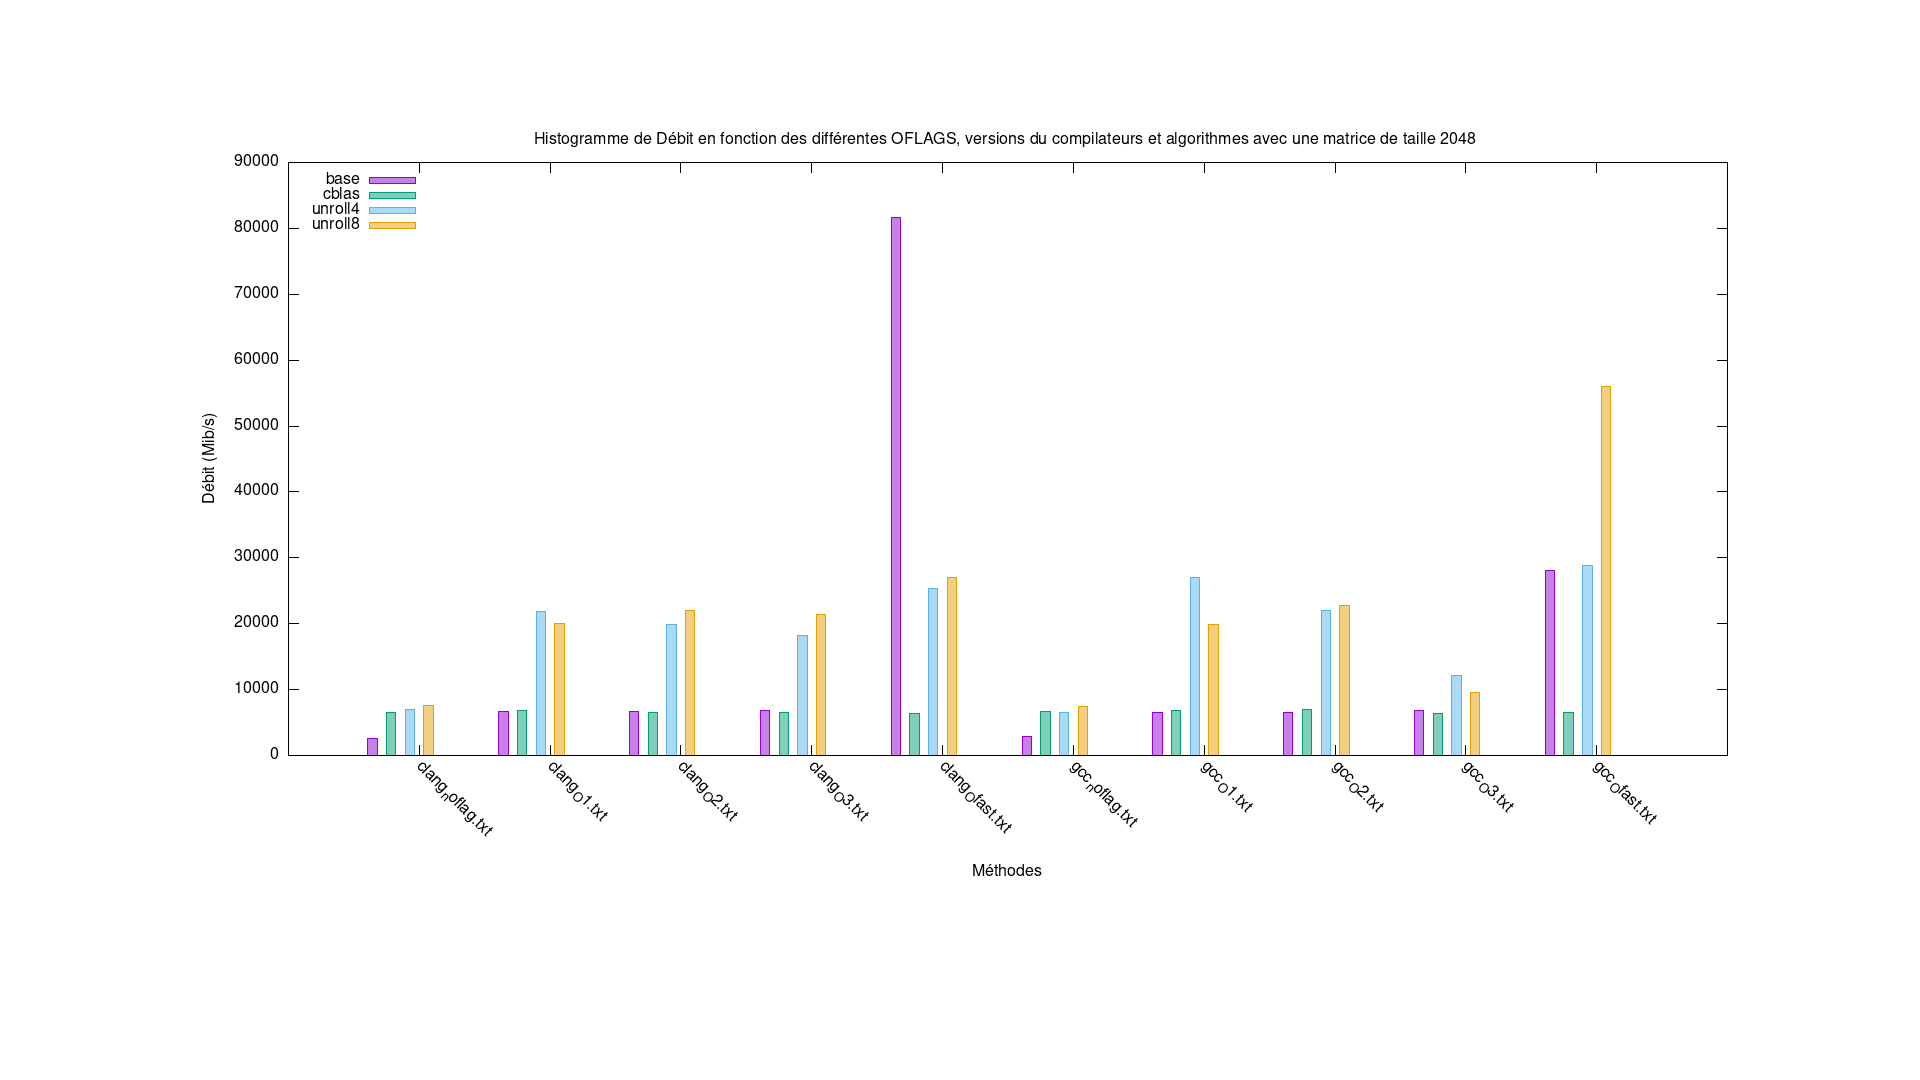 Histogramme de Débit en fonction des différentes OFLAGS, versions du compilateurs et algorithmes avec une matrice de taille 2048
90000
80000
70000
60000
50000
40000
30000
20000
10000
0
Débit (Mib/s)
base
cblas
unroll4
unroll8
clang_noflag.txt
clang_O1.txt
clang_O2.txt
clang_O3.txt
clang_Ofast.txt
gcc_noflag.txt
gcc_O1.txt
gcc_O2.txt
gcc_O3.txt
gcc_Ofast.txt
Méthodes